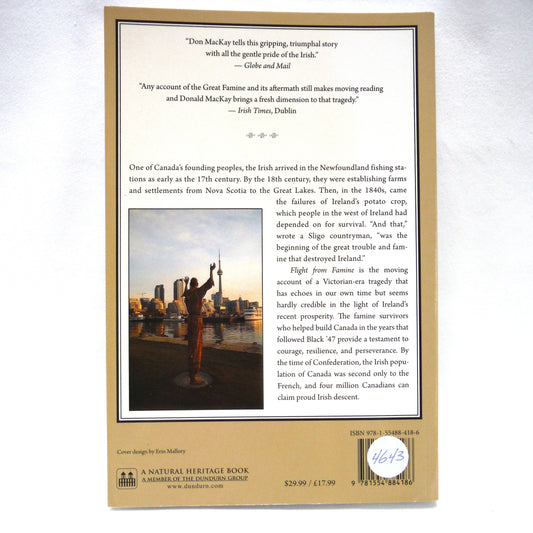 "Don MacKay tells this gripping, triumphal story
with all the gentle pride of the Irish."
— Globe and Mail
"Any account of the Great Famine and its aftermath still makes moving reading
and Donald MacKay brings a fresh dimension to that tragedy."
— Irish Times, Dublin
One of Canada's founding peoples, the Irish arrived in the Newfoundland fishing sta-
tions as early as the 17th century. By the 18th century, they were establishing farms
and settlements from Nova Scotia to the Great Lakes. Then, in the 1840s, came
the failures of Ireland's potato crop,
which people in the west of Ireland had
depended on for survival. "And that,"
wrote a Sligo countryman, "was the
beginning of the great trouble and fam-
ine that destroyed Ireland."
Flight from Famine is the moving
account of a Victorian-era tragedy that
has echoes in our own time but seems
hardly credible in the light of Ireland's
recent prosperity. The famine survivors
who helped build Canada in the years that
followed Black '47 provide a testament to
courage, resilience, and perseverance. By
the time of Confederation, the Irish popu-
lation of Canada was second only to the
French, and four million Canadians can
claim proud Irish descent.
ISBN 978-1-55488-418-6
Cover design by Erin Mallory
4643
A NATURAL HERITAGE BOOK
A MEMBER OF THE DUNDURN GROUP
www.dundurn.com
$29.99 / £17.99
9 781554 884186